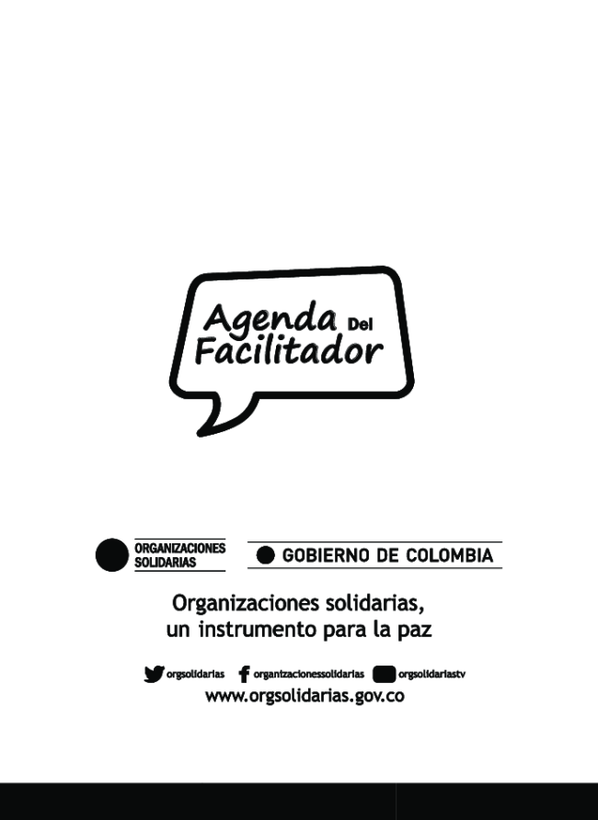 Agenda Del
Facilitador
ORGANIZACIONES
SOLIDARIAS
GOBIERNO DE COLOMBIA
Organizaciones solidarias,
un instrumento para la paz
orgsolidarias organizacionessolidarias orgsolidariastv
www.orgsolidarias.gov.co